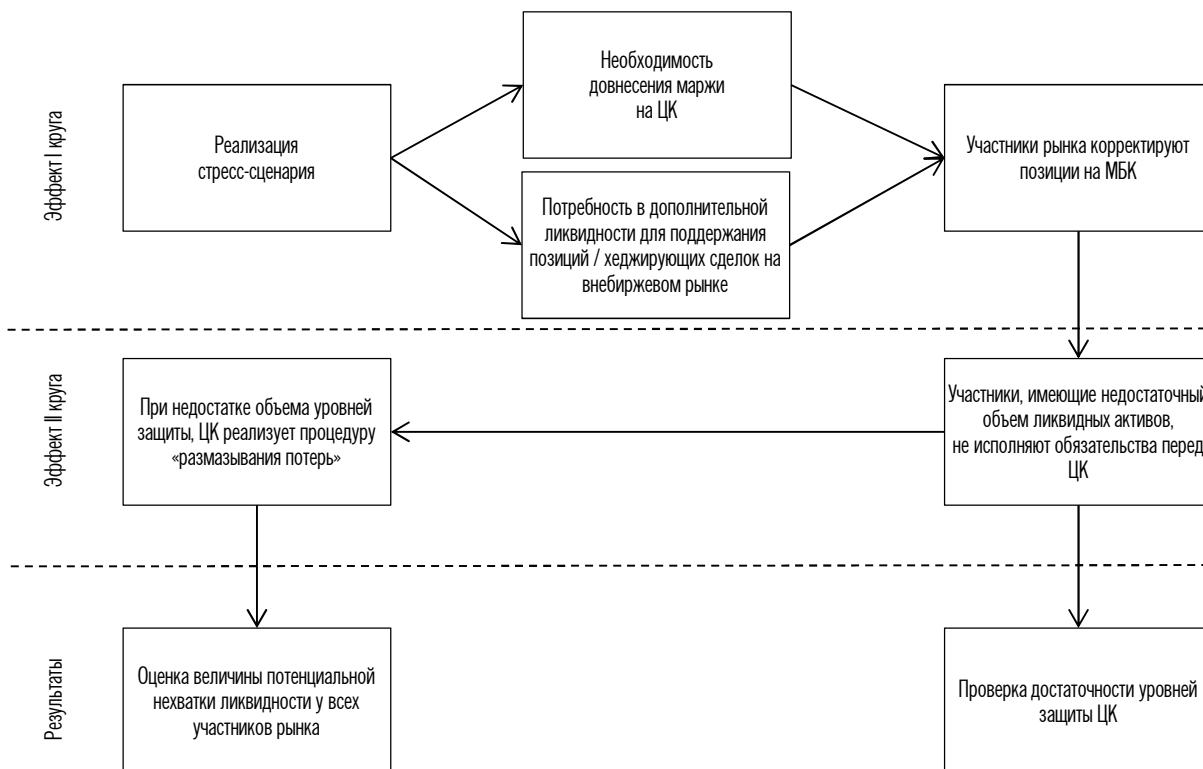 Эффект I круга
Реализация
стресс-сценария
Необходимость
довнесения маржи
на ЦК
Потребность в дополнительной
ликвидности для поддержания
позиций / хеджирующих сделок на
внебиржевом рынке
Участники рынка корректируют
позиции на МБК
Эффект II круга
При недостатке объема уровней
защиты, ЦК реализует процедуру
«размазывания потерь»
Участники, имеющие недостаточный
объем ликвидных активов,
не исполняют обязательства перед
ЦК
Результаты
Оценка величины потенциальной
нехватки ликвидности у всех
участников рынка
Проверка достаточности уровней
защиты ЦК